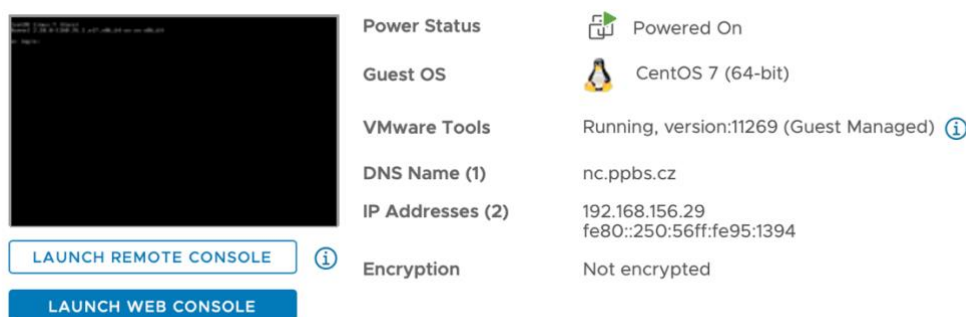 Power Status
Powered On
Guest OS
CentOS 7 (64-bit)
VMware Tools
Running, version:11269 (Guest Managed)
DNS Name (1)
nc.ppbs.cz
IP Addresses (2)
192.168.156.29
fe80::250:56ff:fe95:1394
Encryption
Not encrypted
LAUNCH REMOTE CONSOLE
LAUNCH WEB CONSOLE